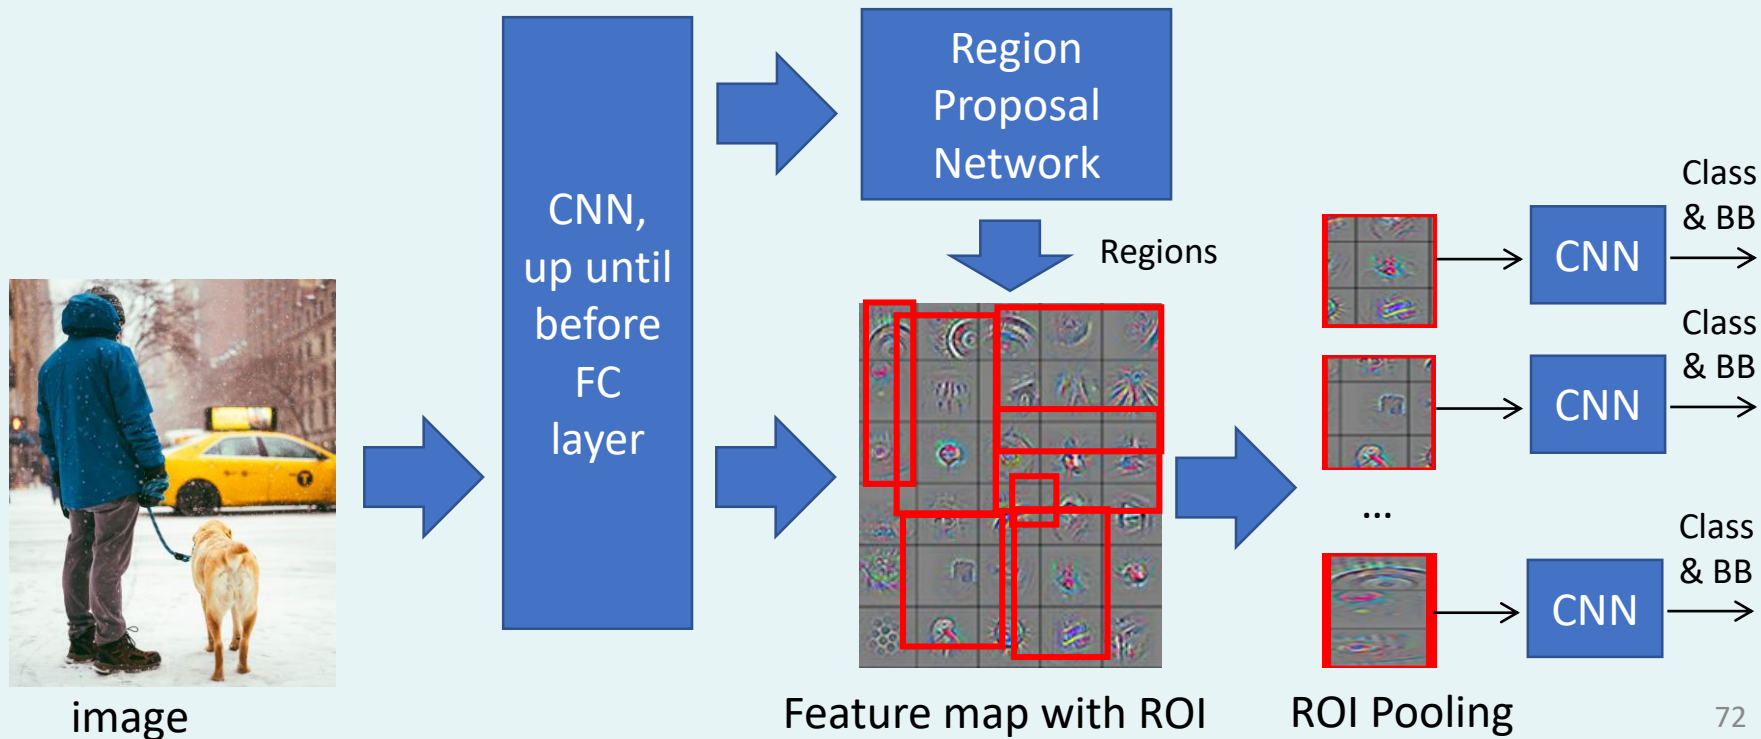 Region
Proposal
Network
CNN,
up until
before
FC
layer
Regions
Class
& BB
CNN
Class
& BB
CNN
...
Class
& BB
CNN
image
Feature map with ROI
ROI Pooling
72